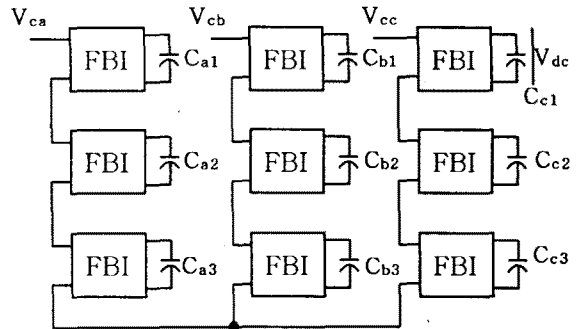 Vca Vcb Vcc
FBI Ca1 FBI Cb1 FBI Vdc
Cc1
FBI Ca2 FBI Cb2 FBI Cc2
FBI Ca3 FBI Cb3 FBI Cc3